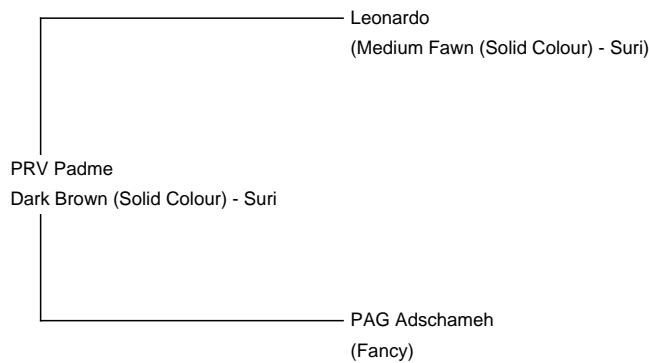 Leonardo
(Medium Fawn (Solid Colour) - Suri)
PRV Padme
Dark Brown (Solid Colour) - Suri
PAG Adschameh
(Fancy)